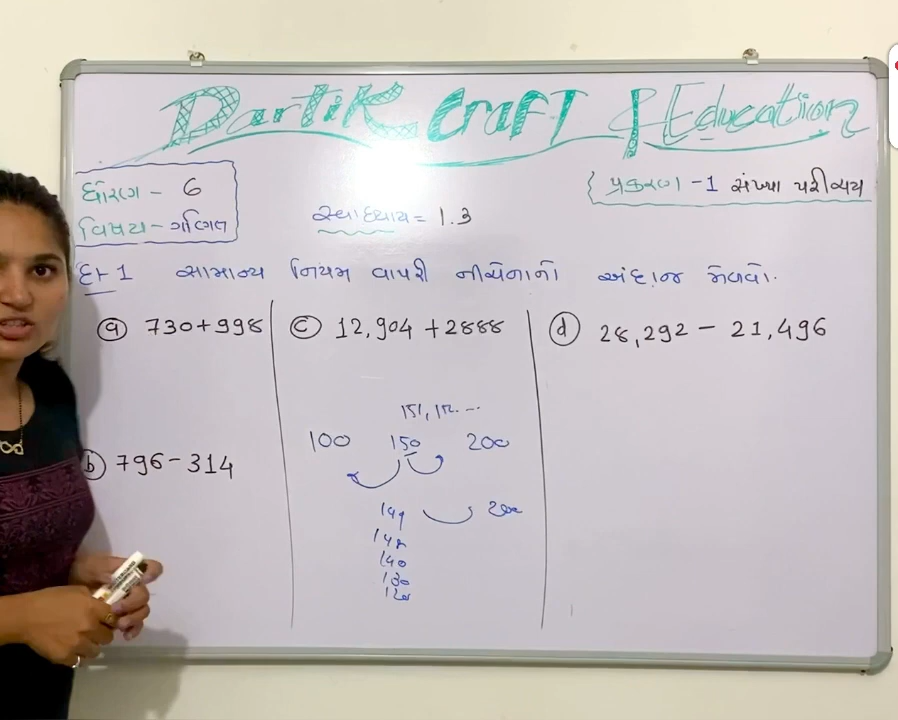 Dartik Craft & Education
ધોરણ - 6
વિષય - ગણિત
પ્રકરણ - 1 સંખ્યા પરીચય
સ્વાધ્યાય = 1.3
દા-1 સામાન્ય નિયમ વાપરી નીચેનાનો અંદાજ મેળવો.
(a) 730+998
(c) 12,904 +2888
(d) 28,292 - 21,496
151, 152, ...
100 150 200
(b) 796-314
149 200
148
140
130
120